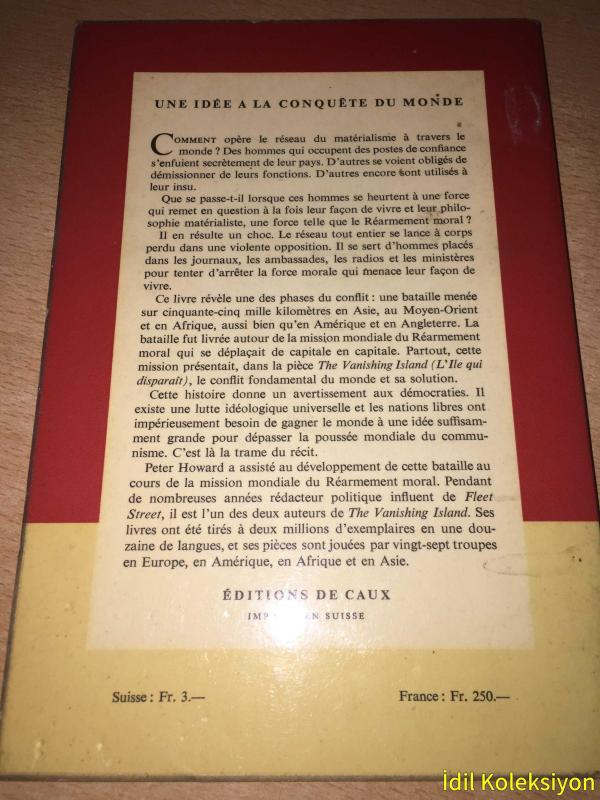 UNE IDÉE A LA CONQUÊTE DU MONDE
COMMENT opère le réseau du matérialisme à travers le
monde ? Des hommes qui occupent des postes de confiance
s'enfuient secrètement de leur pays. D'autres se voient obligés de
démissionner de leurs fonctions. D'autres encore sont utilisés à
leur insu.
Que se passe-t-il lorsque ces hommes se heurtent à une force
qui remet en question à la fois leur façon de vivre et leur philo-
sophie matérialiste, une force telle que le Réarmement moral ?
Il en résulte un choc. Le réseau tout entier se lance à corps
perdu dans une violente opposition. Il se sert d'hommes placés
dans les journaux, les ambassades, les radios et les ministères
pour tenter d'arrêter la force morale qui menace leur façon de
vivre.
Ce livre révèle une des phases du conflit : une bataille menée
sur cinquante-cinq mille kilomètres en Asie, au Moyen-Orient
et en Afrique, aussi bien qu'en Amérique et en Angleterre. La
bataille fut livrée autour de la mission mondiale du Réarmement
moral qui se déplaçait de capitale en capitale. Partout, cette
mission présentait, dans la pièce The Vanishing Island (L'Ile qui
disparaît), le conflit fondamental du monde et sa solution.
Cette histoire donne un avertissement aux démocraties. Il
existe une lutte idéologique universelle et les nations libres ont
impérieusement besoin de gagner le monde à une idée suffisam-
ment grande pour dépasser la poussée mondiale du commu-
nisme. C'est là la trame du récit.
Peter Howard a assisté au développement de cette bataille au
cours de la mission mondiale du Réarmement moral. Pendant
de nombreuses années rédacteur politique influent de Fleet
Street, il est l'un des deux auteurs de The Vanishing Island. Ses
livres ont été tirés à deux millions d'exemplaires en une dou-
zaine de langues, et ses pièces sont jouées par vingt-sept troupes
en Europe, en Amérique, en Afrique et en Asie.
ÉDITIONS DE CAUX
EN SUISSE
Suisse : Fr. 3.— France : Fr. 250.—
İdil Koleksiyon